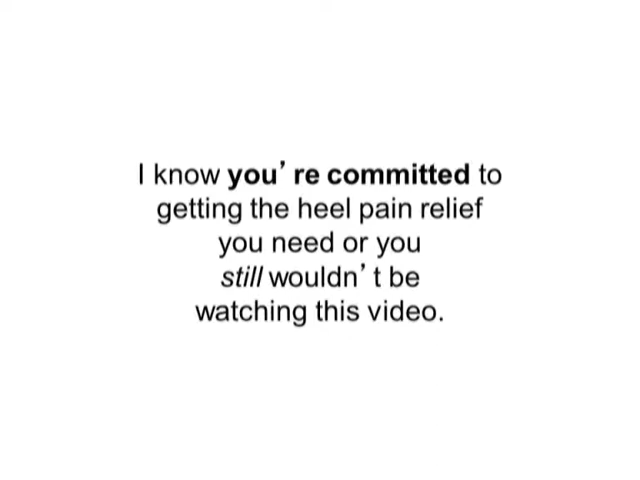 I know you’re committed to
getting the heel pain relief
you need or you
still wouldn’t be
watching this video.